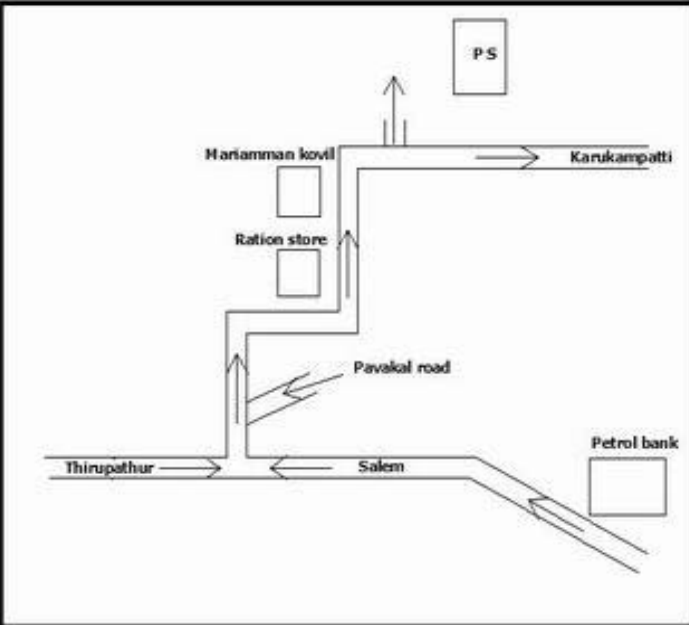 PS
Mariamman kovil
Karukampatti
Ration store
Pavakal road
Petrol bank
Thirupathur
Salem